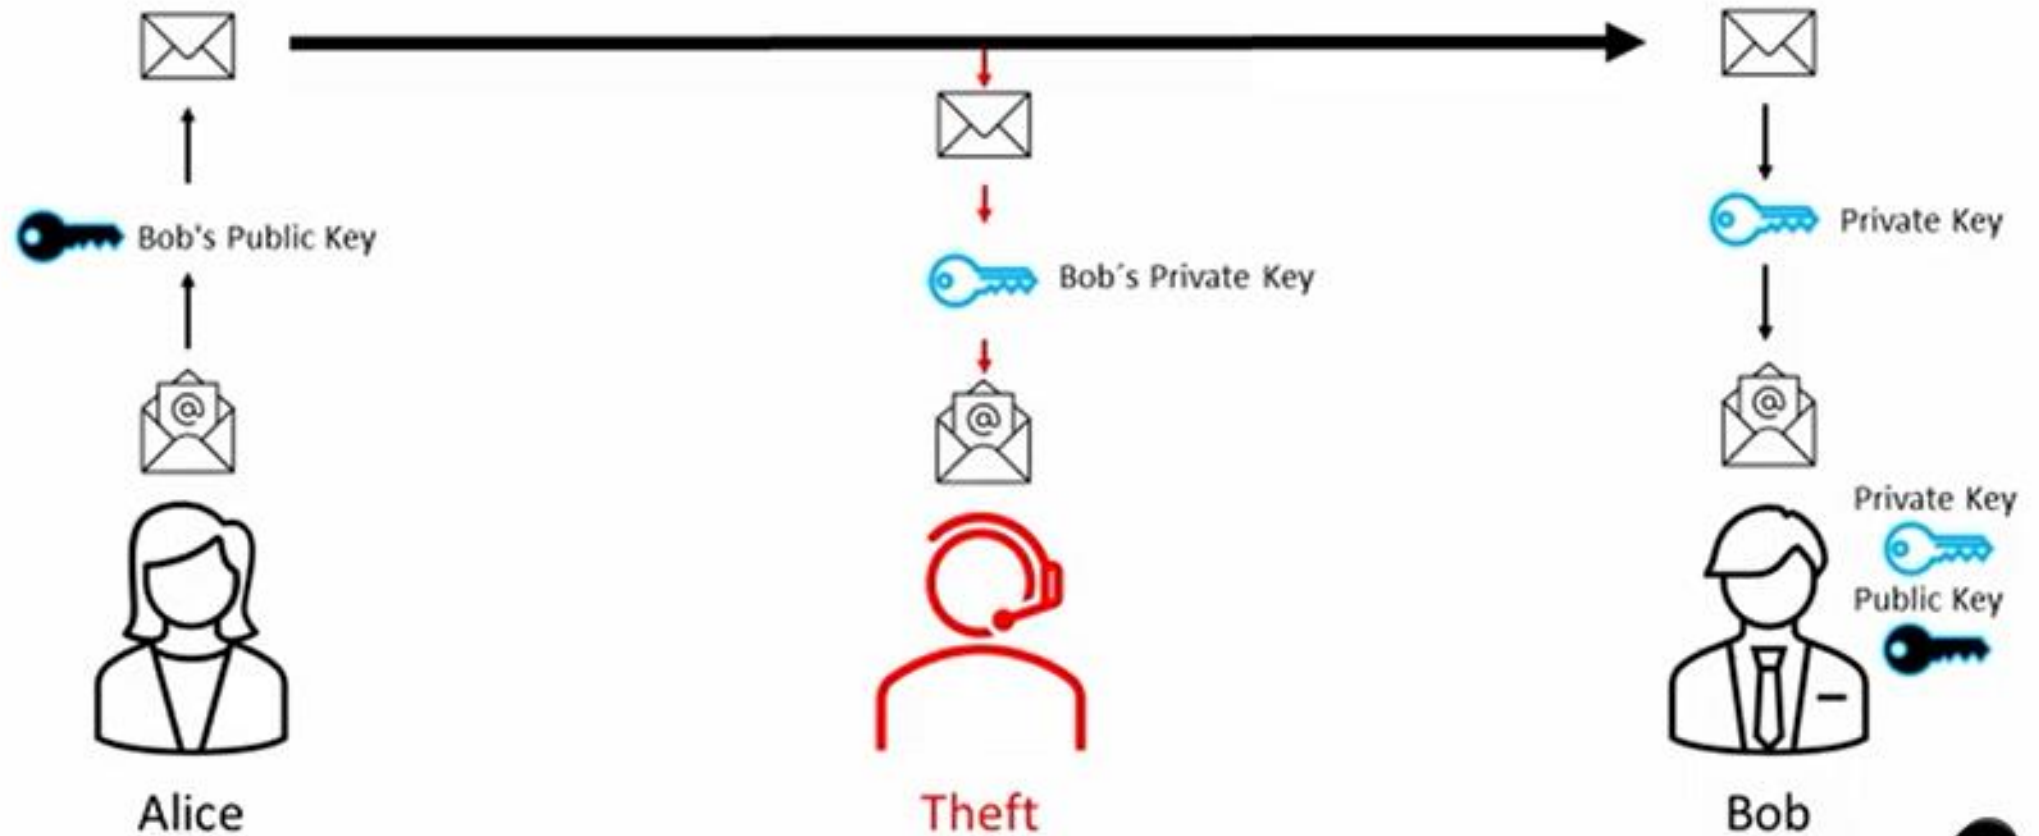 Bob's Public Key
Bob´s Private Key
Private Key
@
@
@
Private Key
Public Key
Alice
Theft
Bob